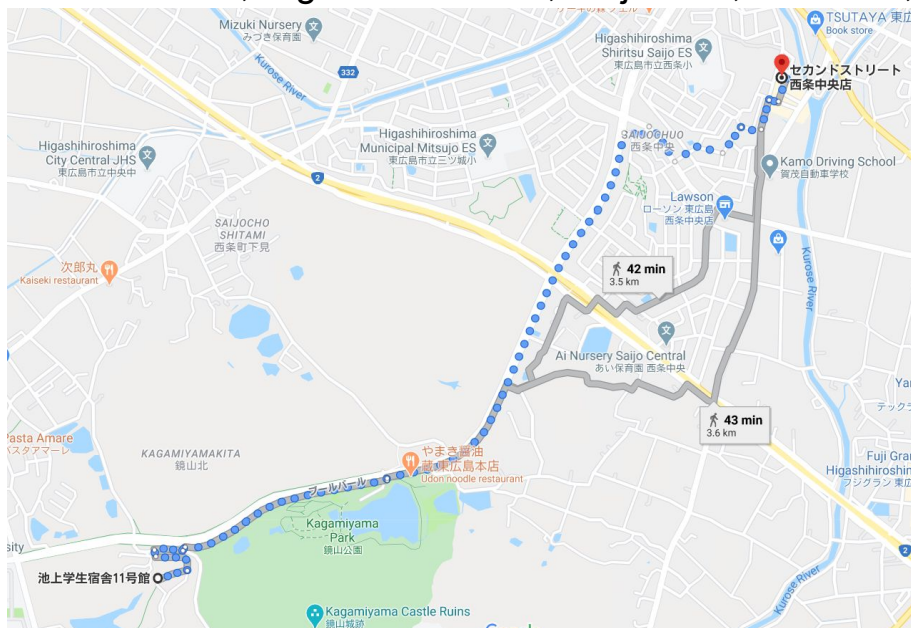 Mizuki Nursery
みづき保育園
Kurose River
332
Higashihiroshima
Shiritsu Saijo ES
東広島市立西条小
TSUTAYA 東広
Book store
セカンドストリート
西条中央店
Higashihiroshima
City Central JHS
東広島市立中央中
Higashihiroshima
Municipal Mitsujo ES
東広島市立三ツ城小
SAIJOCHUO
西条中央
Kamo Driving School
賀茂自動車学校
2
SAIJOCHO
SHITAMI
西条町下見
Lawson
ローソン 東広島
西条中央店
次郎丸
Kaiseki restaurant
42 min
3.5 km
Kurose River
Ai Nursery Saijo Central
あい保育園 西条中央
43 min
3.6 km
Pasta Amare
パスタアマーレ
KAGAMIYAMAKITA
鏡山北
やまき醤油
蔵 東広島本店
Udon noodle restaurant
ブールバール
Fuji Gran
Higashihiroshim
フジグラン 東広
Kagamiyama
Park
鏡山公園
sity
2
池上学生宿舎11号館
Kagamiyama Castle Ruins
鏡山城跡
Kurose River